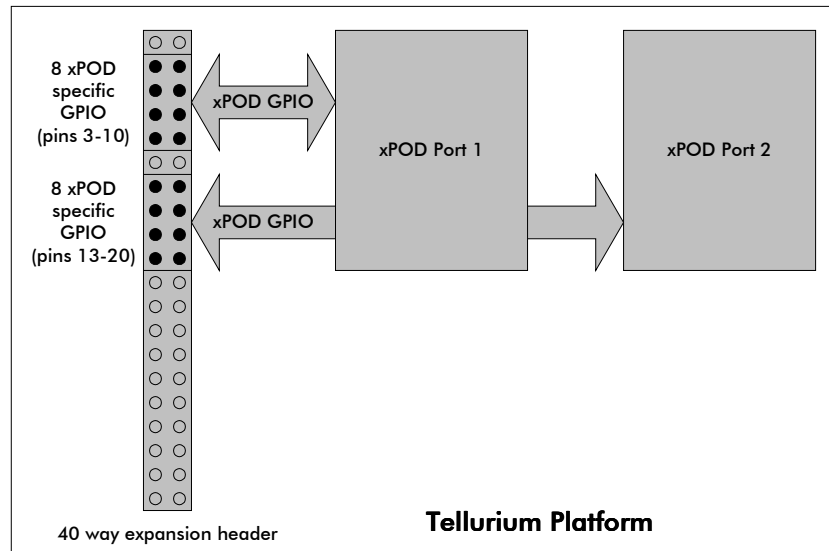 8 xPOD
specific
GPIO
(pins 3-10)
xPOD GPIO
xPOD Port 1
xPOD Port 2
8 xPOD
specific
GPIO
(pins 13-20)
xPOD GPIO
40 way expansion header
Tellurium Platform